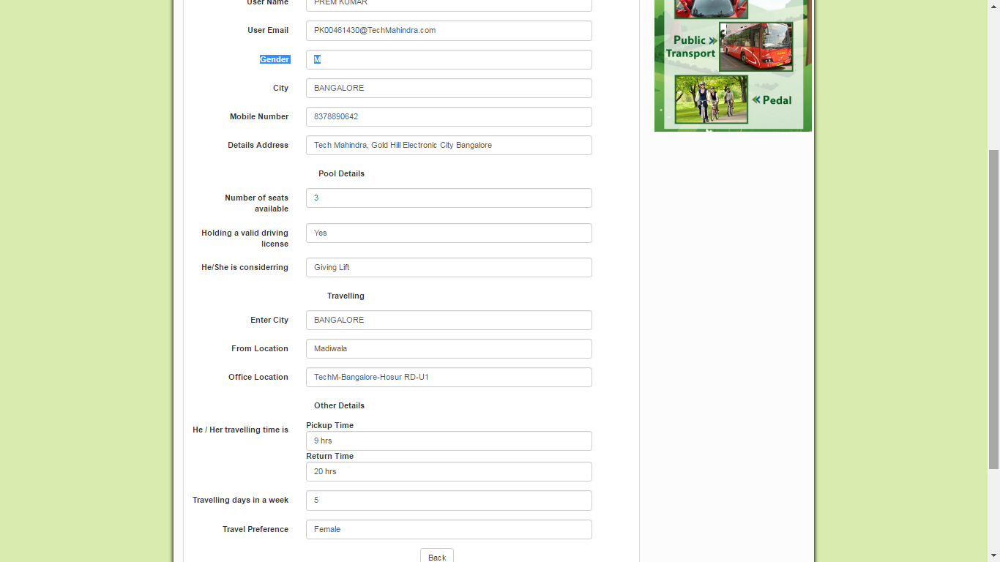 User Name PREM KUMAR
User Email PK00461430@TechMahindra.com
Gender M
City BANGALORE
Mobile Number 8378890642
Details Address Tech Mahindra, Gold Hill Electronic City Bangalore
Pool Details
Number of seats
available 3
Holding a valid driving
license Yes
He/She is considerring Giving Lift
Travelling
Enter City BANGALORE
From Location Madiwala
Office Location TechM-Bangalore-Hosur RD-U1
Other Details
He / Her travelling time is
Pickup Time
9 hrs
Return Time
20 hrs
Travelling days in a week 5
Travel Preference Female
Back
Public
Transport
Pedal